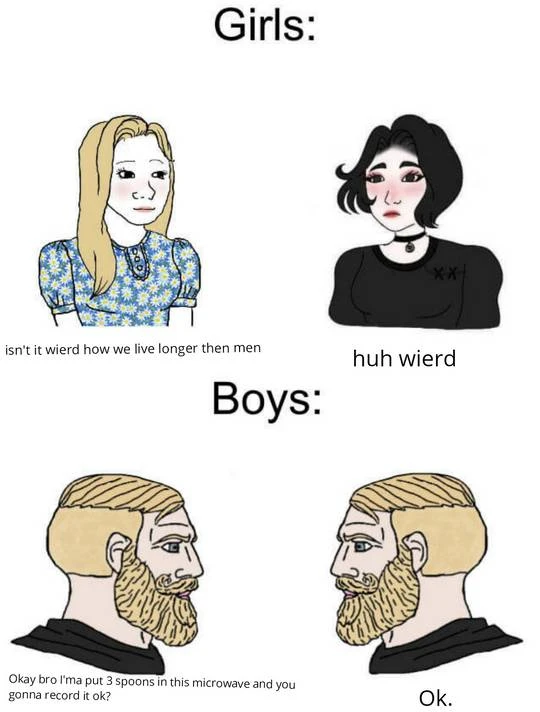 Girls:
isn't it wierd how we live longer then men
huh wierd
Boys:
Okay bro I'ma put 3 spoons in this microwave and you
gonna record it ok?
Ok.